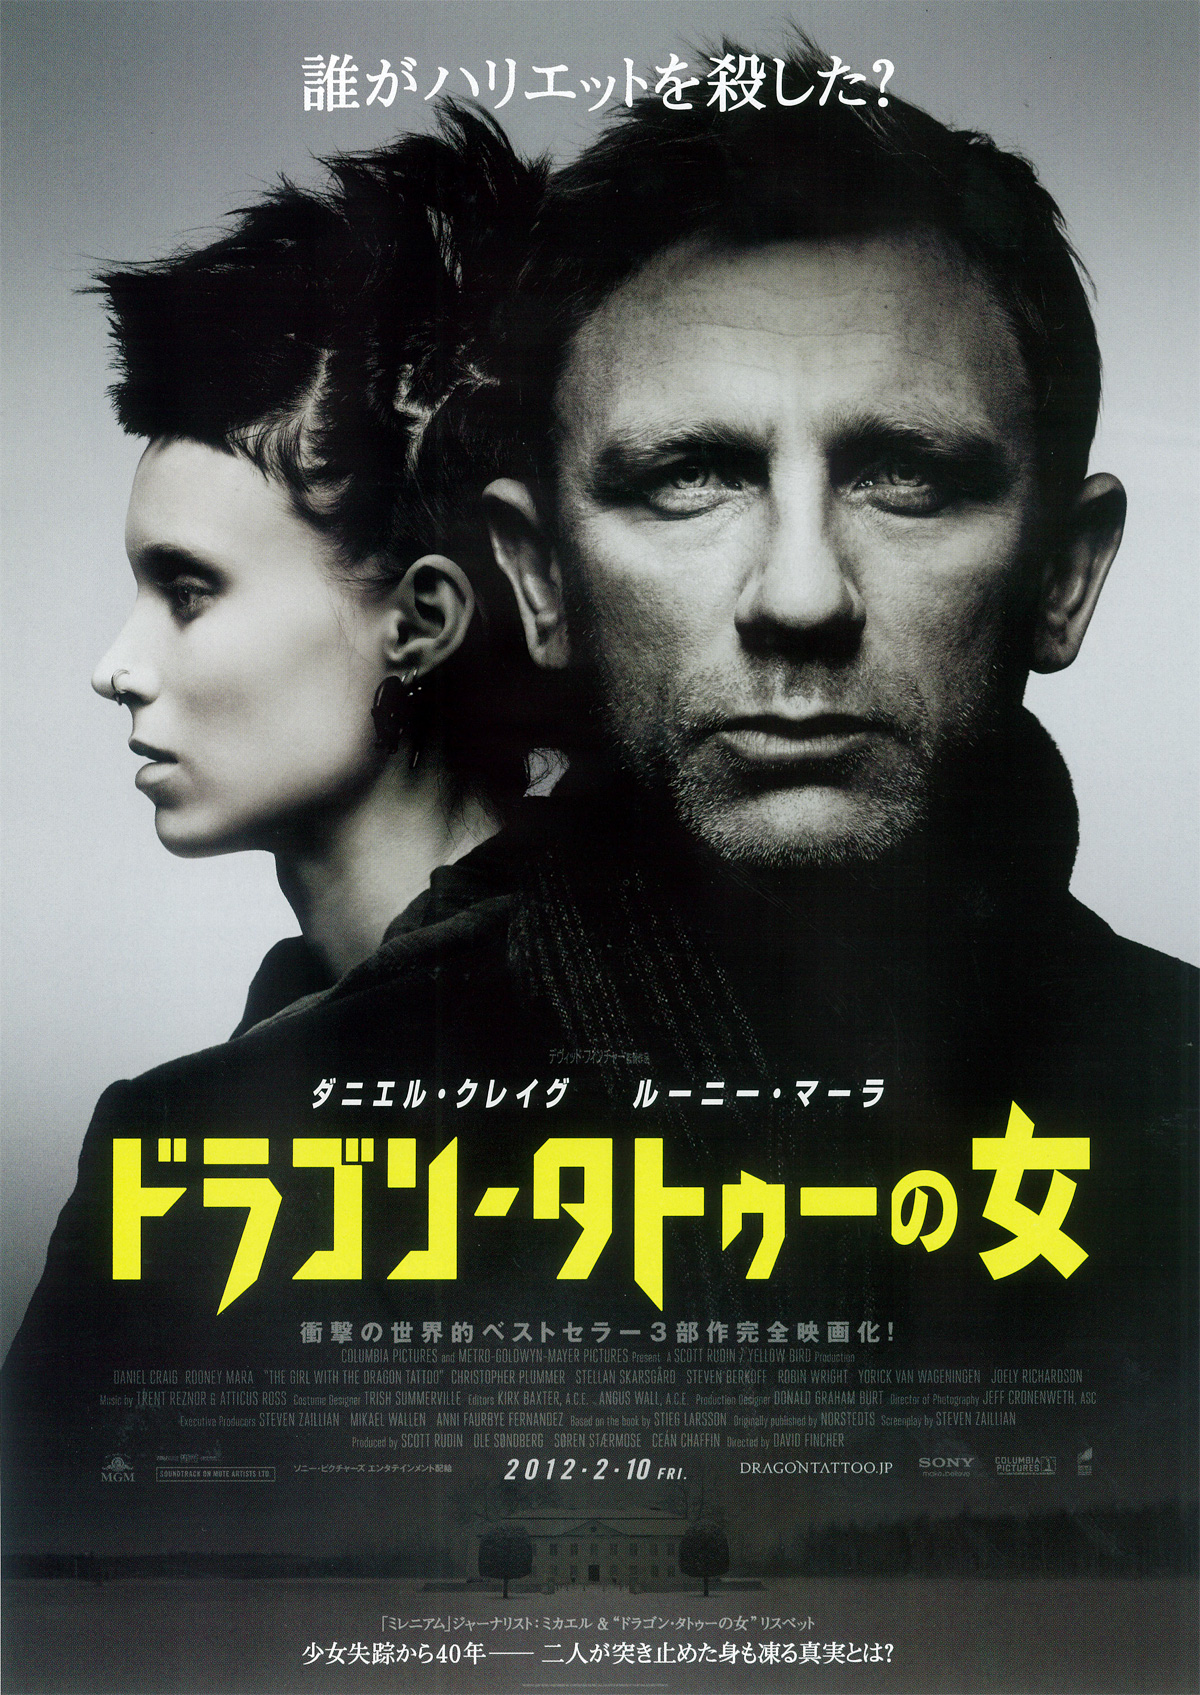 誰がハリエットを殺した?
デヴィッド・フィンチャー監督作品
ダニエル・クレイグ ルーニー・マーラ
ドラゴン・タトゥーの女
衝撃の世界的ベストセラー3部作完全映画化!
COLUMBIA PICTURES and METRO-GOLDWYN-MAYER PICTURES Present A SCOTT RUDIN / YELLOW BIRD Production
DANIEL CRAIG ROONEY MARA "THE GIRL WITH THE DRAGON TATTOO" CHRISTOPHER PLUMMER STELLAN SKARSGÅRD STEVEN BERKOFF ROBIN WRIGHT YORICK VAN WAGENINGEN JOELY RICHARDSON
Music by TRENT REZNOR & ATTICUS ROSS Costume Designer TRISH SUMMERVILLE Editors KIRK BAXTER, A.C.E. ANGUS WALL, A.C.E. Production Designer DONALD GRAHAM BURT Director of Photography JEFF CRONENWETH, ASC
Executive Producers STEVEN ZAILLIAN MIKAEL WALLEN ANNI FAURBYE FERNANDEZ Based on the book by STIEG LARSSON Originally published by NORSTEDTS Screenplay by STEVEN ZAILLIAN
Produced by SCOTT RUDIN OLE SØNDBERG SØREN STÆRMOSE CEÁN CHAFFIN Directed by DAVID FINCHER
MGM SOUNDTRACK ON MUTE ARTISTS LTD ソニー・ピクチャーズ エンタテインメント配給 2012・2・10 FRI. DRAGONTATTOO.JP SONY make.believe COLUMBIA PICTURES
「ミレニアム」ジャーナリスト:ミカエル & "ドラゴン・タトゥーの女" リスベット
少女失踪から40年―― 二人が突き止めた身も凍る真実とは?